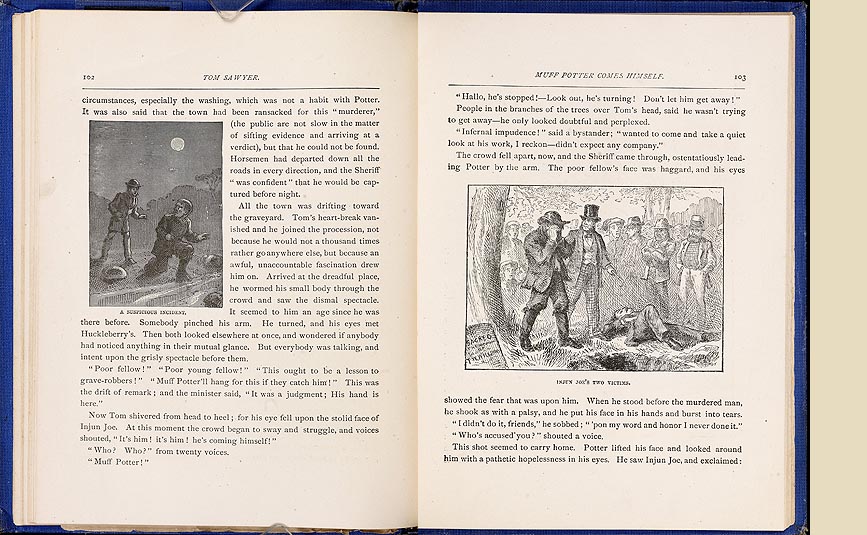 102
TOM SAWYER.
circumstances, especially the washing, which was not a habit with Potter.
It was also said that the town had been ransacked for this "murderer,"
(the public are not slow in the matter
of sifting evidence and arriving at a
verdict), but that he could not be found.
Horsemen had departed down all the
roads in every direction, and the Sheriff
"was confident" that he would be cap-
tured before night.
All the town was drifting toward
the graveyard. Tom's heart-break van-
ished and he joined the procession, not
because he would not a thousand times
rather go anywhere else, but because an
awful, unaccountable fascination drew
him on. Arrived at the dreadful place,
he wormed his small body through the
crowd and saw the dismal spectacle.
It seemed to him an age since he was
A SUSPICIOUS INCIDENT.
there before. Somebody pinched his arm. He turned, and his eyes met
Huckleberry's. Then both looked elsewhere at once, and wondered if anybody
had noticed anything in their mutual glance. But everybody was talking, and
intent upon the grisly spectacle before them.
"Poor fellow!" "Poor young fellow!" "This ought to be a lesson to
grave-robbers!" "Muff Potter'll hang for this if they catch him!" This was
the drift of remark; and the minister said, "It was a judgment; His hand is
here."
Now Tom shivered from head to heel; for his eye fell upon the stolid face of
Injun Joe. At this moment the crowd began to sway and struggle, and voices
shouted, "It's him! it's him! he's coming himself!"
"Who? Who?" from twenty voices.
"Muff Potter!"
MUFF POTTER COMES HIMSELF.
103
"Hallo, he's stopped!—Look out, he's turning! Don't let him get away!"
People in the branches of the trees over Tom's head, said he wasn't trying
to get away—he only looked doubtful and perplexed.
"Infernal impudence!" said a bystander; "wanted to come and take a quiet
look at his work, I reckon—didn't expect any company."
The crowd fell apart, now, and the Sheriff came through, ostentatiously lead-
ing Potter by the arm. The poor fellow's face was haggard, and his eyes
SACRED
INJUN JOE'S TWO VICTIMS.
showed the fear that was upon him. When he stood before the murdered man,
he shook as with a palsy, and he put his face in his hands and burst into tears.
"I didn't do it, friends," he sobbed; "'pon my word and honor I never done it."
"Who's accused you?" shouted a voice.
This shot seemed to carry home. Potter lifted his face and looked around
him with a pathetic hopelessness in his eyes. He saw Injun Joe, and exclaimed: